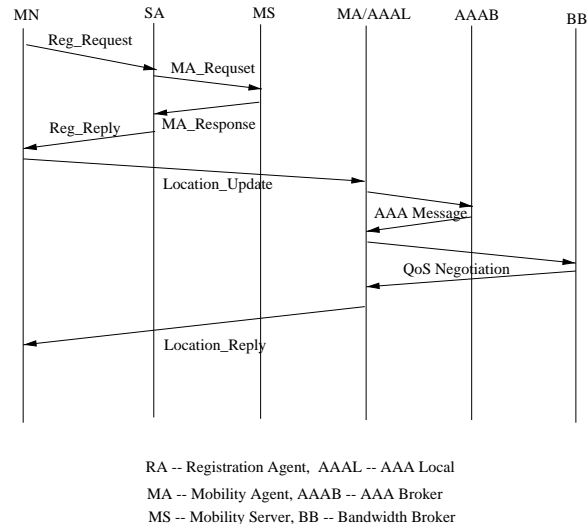 MN SA MS MA/AAAL AAAB BB
Reg_Request
MA_Requset
MA_Response
Reg_Reply
Location_Update
AAA Message
QoS Negotiation
Location_Reply
RA -- Registration Agent, AAAL -- AAA Local
MA -- Mobility Agent, AAAB -- AAA Broker
MS -- Mobility Server, BB -- Bandwidth Broker